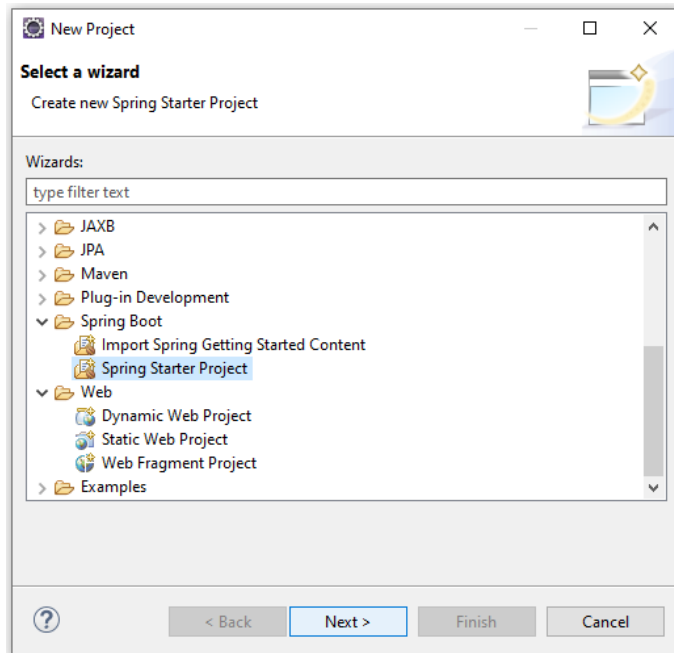 New Project
Select a wizard
Create new Spring Starter Project
Wizards:
type filter text
JAXB
JPA
Maven
Plug-in Development
Spring Boot
Import Spring Getting Started Content
Spring Starter Project
Web
Dynamic Web Project
Static Web Project
Web Fragment Project
Examples
? < Back Next > Finish Cancel